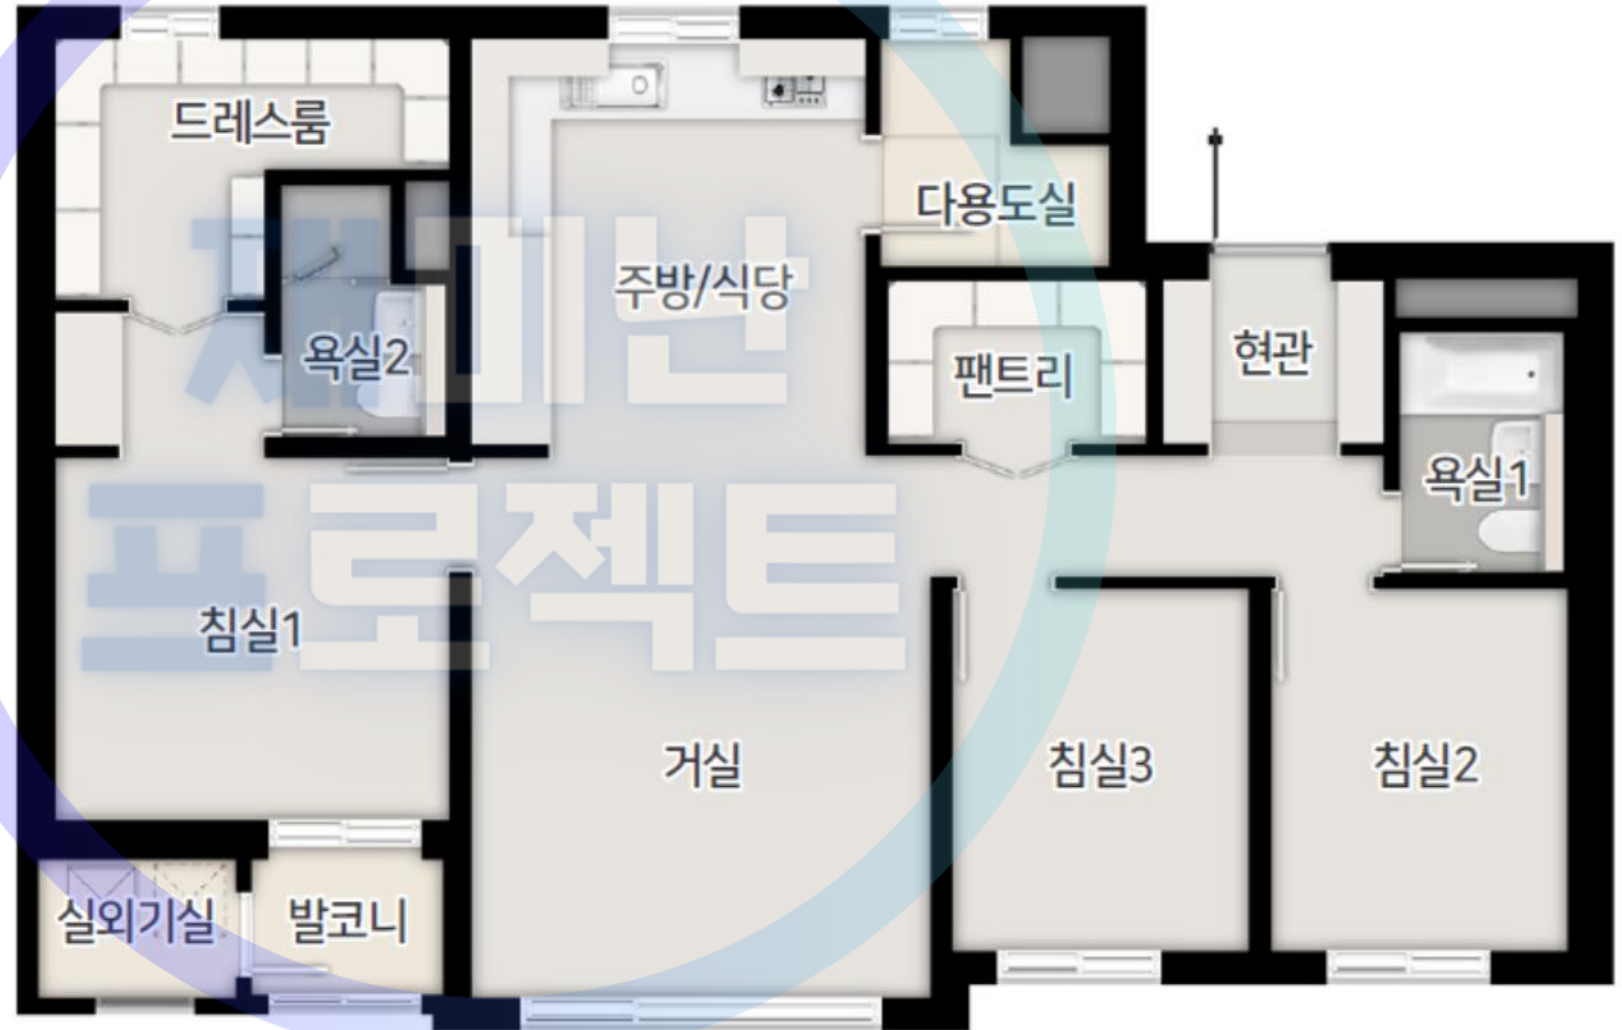 드레스룸
다용도실
주방/식당
욕실2
팬트리
현관
욕실1
재미난
프로젝트
침실1
거실
침실3
침실2
실외기실
발코니